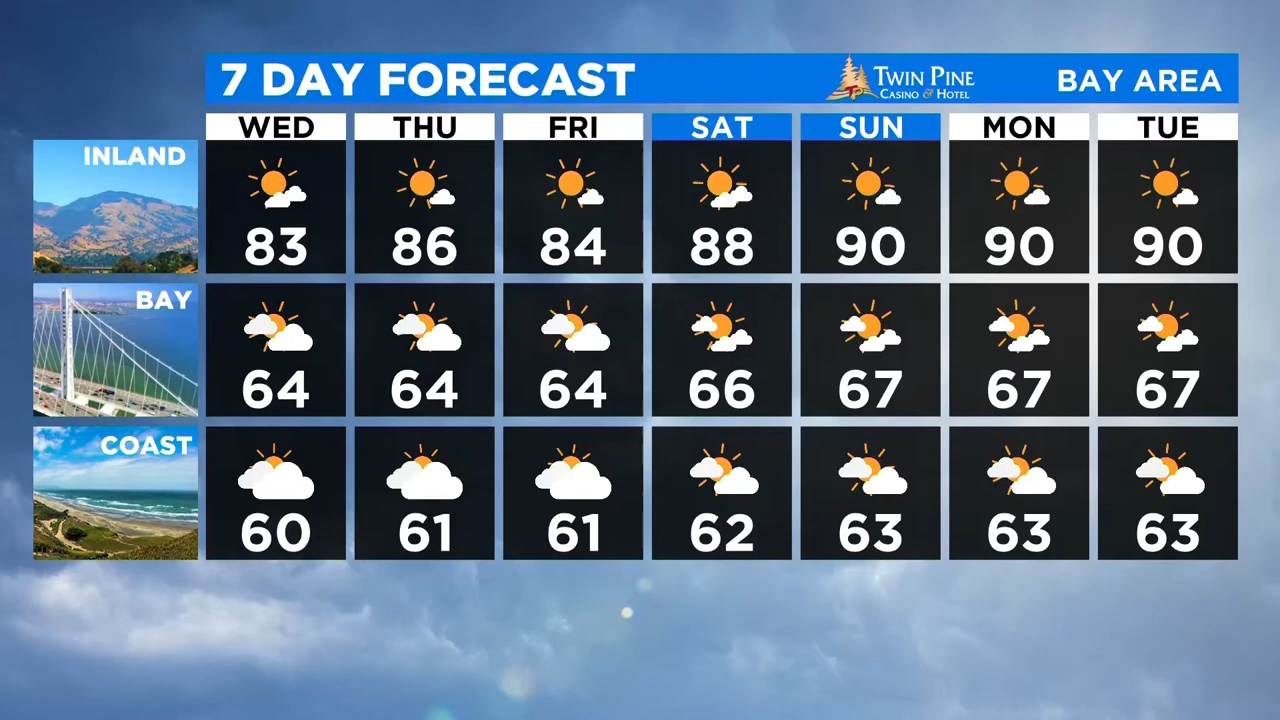 7 DAY FORECAST
TWIN PINE
CASINO & HOTEL
BAY AREA
WED THU FRI SAT SUN MON TUE
INLAND
83 86 84 88 90 90 90
BAY
64 64 64 66 67 67 67
COAST
60 61 61 62 63 63 63